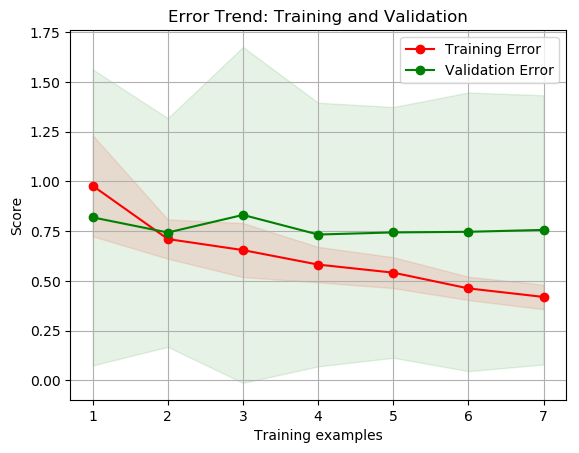 Error Trend: Training and Validation
1.75
1.50
1.25
1.00
0.75
0.50
0.25
0.00
Score
Training Error
Validation Error
1 2 3 4 5 6 7
Training examples